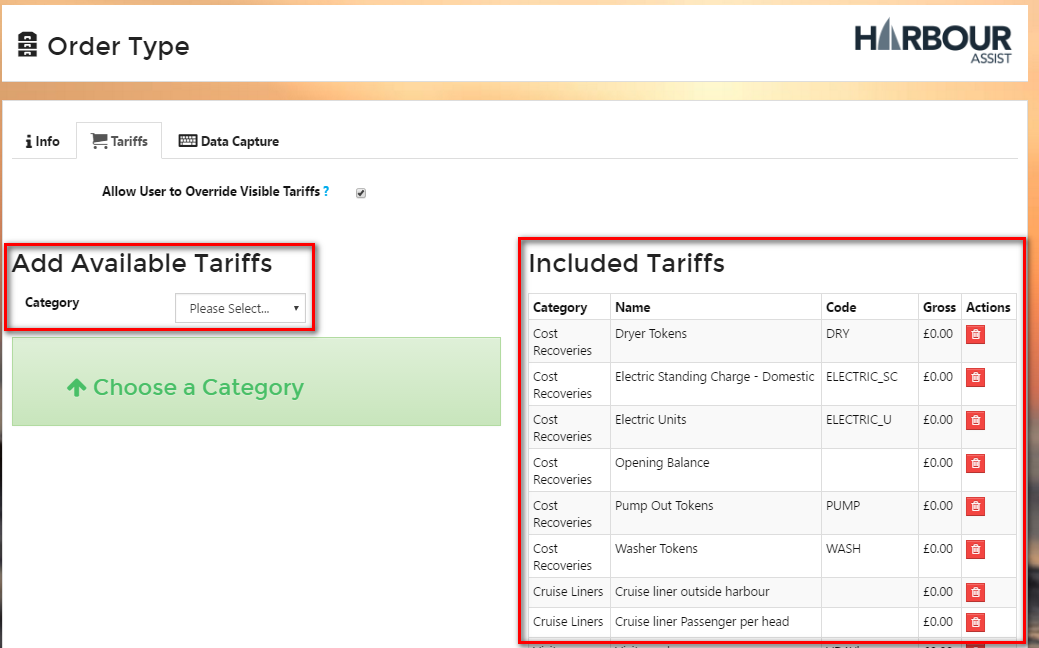 Order Type
HARBOUR
ASSIST
Info Tariffs Data Capture
Allow User to Override Visible Tariffs ?
Add Available Tariffs
Category Please Select...
Choose a Category
Included Tariffs
Category Name Code Gross Actions
Cost Recoveries Dryer Tokens DRY £0.00
Cost Recoveries Electric Standing Charge - Domestic ELECTRIC_SC £0.00
Cost Recoveries Electric Units ELECTRIC_U £0.00
Cost Recoveries Opening Balance £0.00
Cost Recoveries Pump Out Tokens PUMP £0.00
Cost Recoveries Washer Tokens WASH £0.00
Cruise Liners Cruise liner outside harbour £0.00
Cruise Liners Cruise liner Passenger per head £0.00